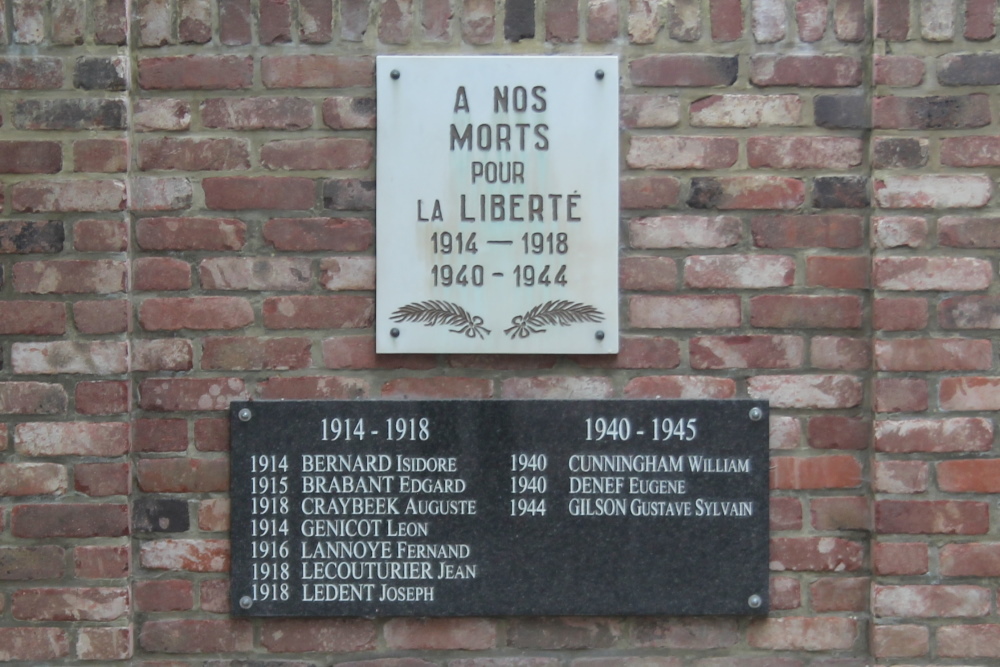 A NOS
MORTS
POUR
LA LIBERTÉ
1914 — 1918
1940 - 1944
1914 - 1918
1914 BERNARD ISIDORE
1915 BRABANT EDGARD
1918 CRAYBEEK AUGUSTE
1914 GENICOT LEON
1916 LANNOYE FERNAND
1918 LECOUTURIER JEAN
1918 LEDENT JOSEPH
1940 - 1945
1940 CUNNINGHAM WILLIAM
1940 DENEF EUGENE
1944 GILSON GUSTAVE SYLVAIN